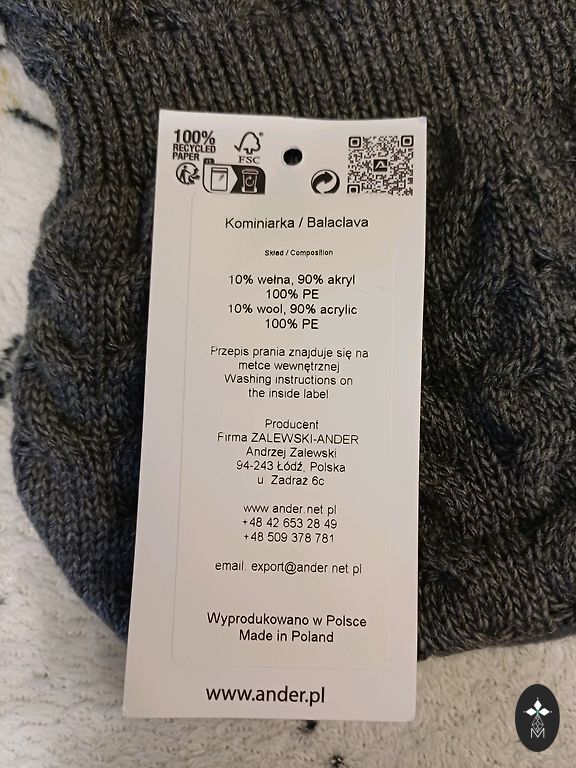 100%
RECYCLED
PAPER
FSC
Kominiarka / Balaclava
Skład / Composition
10% wełna, 90% akryl
100% PE
10% wool, 90% acrylic
100% PE
Przepis prania znajduje się na
metce wewnętrznej
Washing instructions on
the inside label
Producent
Firma ZALEWSKI-ANDER
Andrzej Zalewski
94-243 Łódź, Polska
u Zadraż 6c
www.ander.net.pl
+48 42 653 28 49
+48 509 378 781
email. export@ander.net.pl
Wyprodukowano w Polsce
Made in Poland
www.ander.pl
M